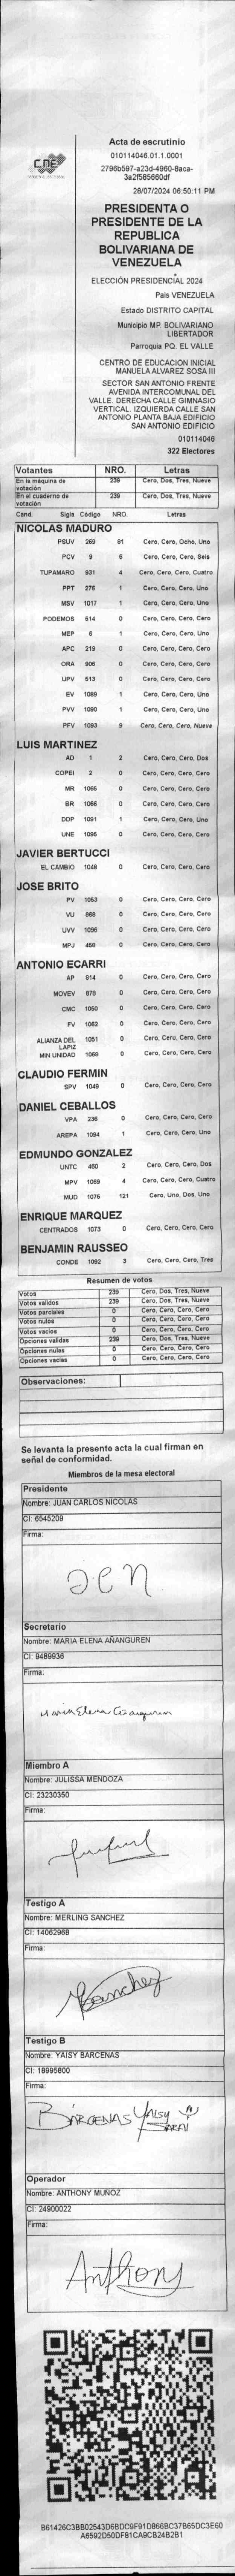 CNE
Acta de escrutinio
010114046.01.1.0001
2796b597-a23d-4960-8aca-
3a2f585660df
28/07/2024 06:50:11 PM
PRESIDENTA O
PRESIDENTE DE LA
REPUBLICA
BOLIVARIANA DE
VENEZUELA
ELECCIÓN PRESIDENCIAL 2024
País VENEZUELA
Estado DISTRITO CAPITAL
Municipio MP. BOLIVARIANO
LIBERTADOR
Parroquia PQ. EL VALLE
CENTRO DE EDUCACION INICIAL
MANUELA ALVAREZ SOSA III
SECTOR SAN ANTONIO FRENTE
AVENIDA INTERCOMUNAL DEL
VALLE. DERECHA CALLE GIMNASIO
VERTICAL. IZQUIERDA CALLE SAN
ANTONIO PLANTA BAJA EDIFICIO
SAN ANTONIO EDIFICIO
010114046
322 Electores
Votantes NRO. Letras
En la máquina de votación 239 Cero, Dos, Tres, Nueve
En el cuaderno de votación 239 Cero, Dos, Tres, Nueve
Cand. Sigla Código NRO. Letras
NICOLAS MADURO
PSUV 269 81 Cero, Cero, Ocho, Uno
PCV 9 6 Cero, Cero, Cero, Seis
TUPAMARO 931 4 Cero, Cero, Cero, Cuatro
PPT 276 1 Cero, Cero, Cero, Uno
MSV 1017 1 Cero, Cero, Cero, Uno
PODEMOS 514 0 Cero, Cero, Cero, Cero
MEP 6 1 Cero, Cero, Cero, Uno
APC 219 0 Cero, Cero, Cero, Cero
ORA 906 0 Cero, Cero, Cero, Cero
UPV 513 0 Cero, Cero, Cero, Cero
EV 1089 1 Cero, Cero, Cero, Uno
PVV 1090 1 Cero, Cero, Cero, Uno
PFV 1093 9 Cero, Cero, Cero, Nueve
LUIS MARTINEZ
AD 1 2 Cero, Cero, Cero, Dos
COPEI 2 0 Cero, Cero, Cero, Cero
MR 1065 0 Cero, Cero, Cero, Cero
BR 1066 0 Cero, Cero, Cero, Cero
DDP 1091 1 Cero, Cero, Cero, Uno
UNE 1096 0 Cero, Cero, Cero, Cero
JAVIER BERTUCCI
EL CAMBIO 1048 0 Cero, Cero, Cero, Cero
JOSE BRITO
PV 1053 0 Cero, Cero, Cero, Cero
VU 968 0 Cero, Cero, Cero, Cero
UVV 1095 0 Cero, Cero, Cero, Cero
MPJ 458 0 Cero, Cero, Cero, Cero
ANTONIO ECARRI
AP 914 0 Cero, Cero, Cero, Cero
MOVEV 978 0 Cero, Cero, Cero, Cero
CMC 1050 0 Cero, Cero, Cero, Cero
FV 1062 0 Cero, Cero, Cero, Cero
ALIANZA DEL LAPIZ 1051 0 Cero, Cero, Cero, Cero
MIN UNIDAD 1069 0 Cero, Cero, Cero, Cero
CLAUDIO FERMIN
SPV 1049 0 Cero, Cero, Cero, Cero
DANIEL CEBALLOS
VPA 236 0 Cero, Cero, Cero, Cero
AREPA 1094 1 Cero, Cero, Cero, Uno
EDMUNDO GONZALEZ
UNTC 460 2 Cero, Cero, Cero, Dos
MPV 1069 4 Cero, Cero, Cero, Cuatro
MUD 1075 121 Cero, Uno, Dos, Uno
ENRIQUE MARQUEZ
CENTRADOS 1073 0 Cero, Cero, Cero, Cero
BENJAMIN RAUSSEO
CONDE 1092 3 Cero, Cero, Cero, Tres
Resumen de votos
Votos 239 Cero, Dos, Tres, Nueve
Votos validos 239 Cero, Dos, Tres, Nueve
Votos parciales 0 Cero, Cero, Cero, Cero
Votos nulos 0 Cero, Cero, Cero, Cero
Votos vacios 0 Cero, Cero, Cero, Cero
Opciones validas 239 Cero, Dos, Tres, Nueve
Opciones nulas 0 Cero, Cero, Cero, Cero
Opciones vacias 0 Cero, Cero, Cero, Cero
Observaciones:
Se levanta la presente acta la cual firman en
señal de conformidad.
Miembros de la mesa electoral
Presidente
Nombre: JUAN CARLOS NICOLAS
CI: 6545209
Firma:
Secretario
Nombre: MARIA ELENA AÑANGUREN
CI: 9489936
Firma:
Maria Elena Añanguren
Miembro A
Nombre: JULISSA MENDOZA
CI: 23230350
Firma:
Testigo A
Nombre: MERLING SANCHEZ
CI: 14062968
Firma:
MSanchez
Testigo B
Nombre: YAISY BARCENAS
CI: 18995800
Firma:
BÁRCENAS YAISY
SARAÍ
Operador
Nombre: ANTHONY MUÑOZ
CI: 24900022
Firma:
Anthony
B61426C3BB02543D6BDC9F91D866BC37B65DC3E60
A6592D50DF81CA9CB24B2B1